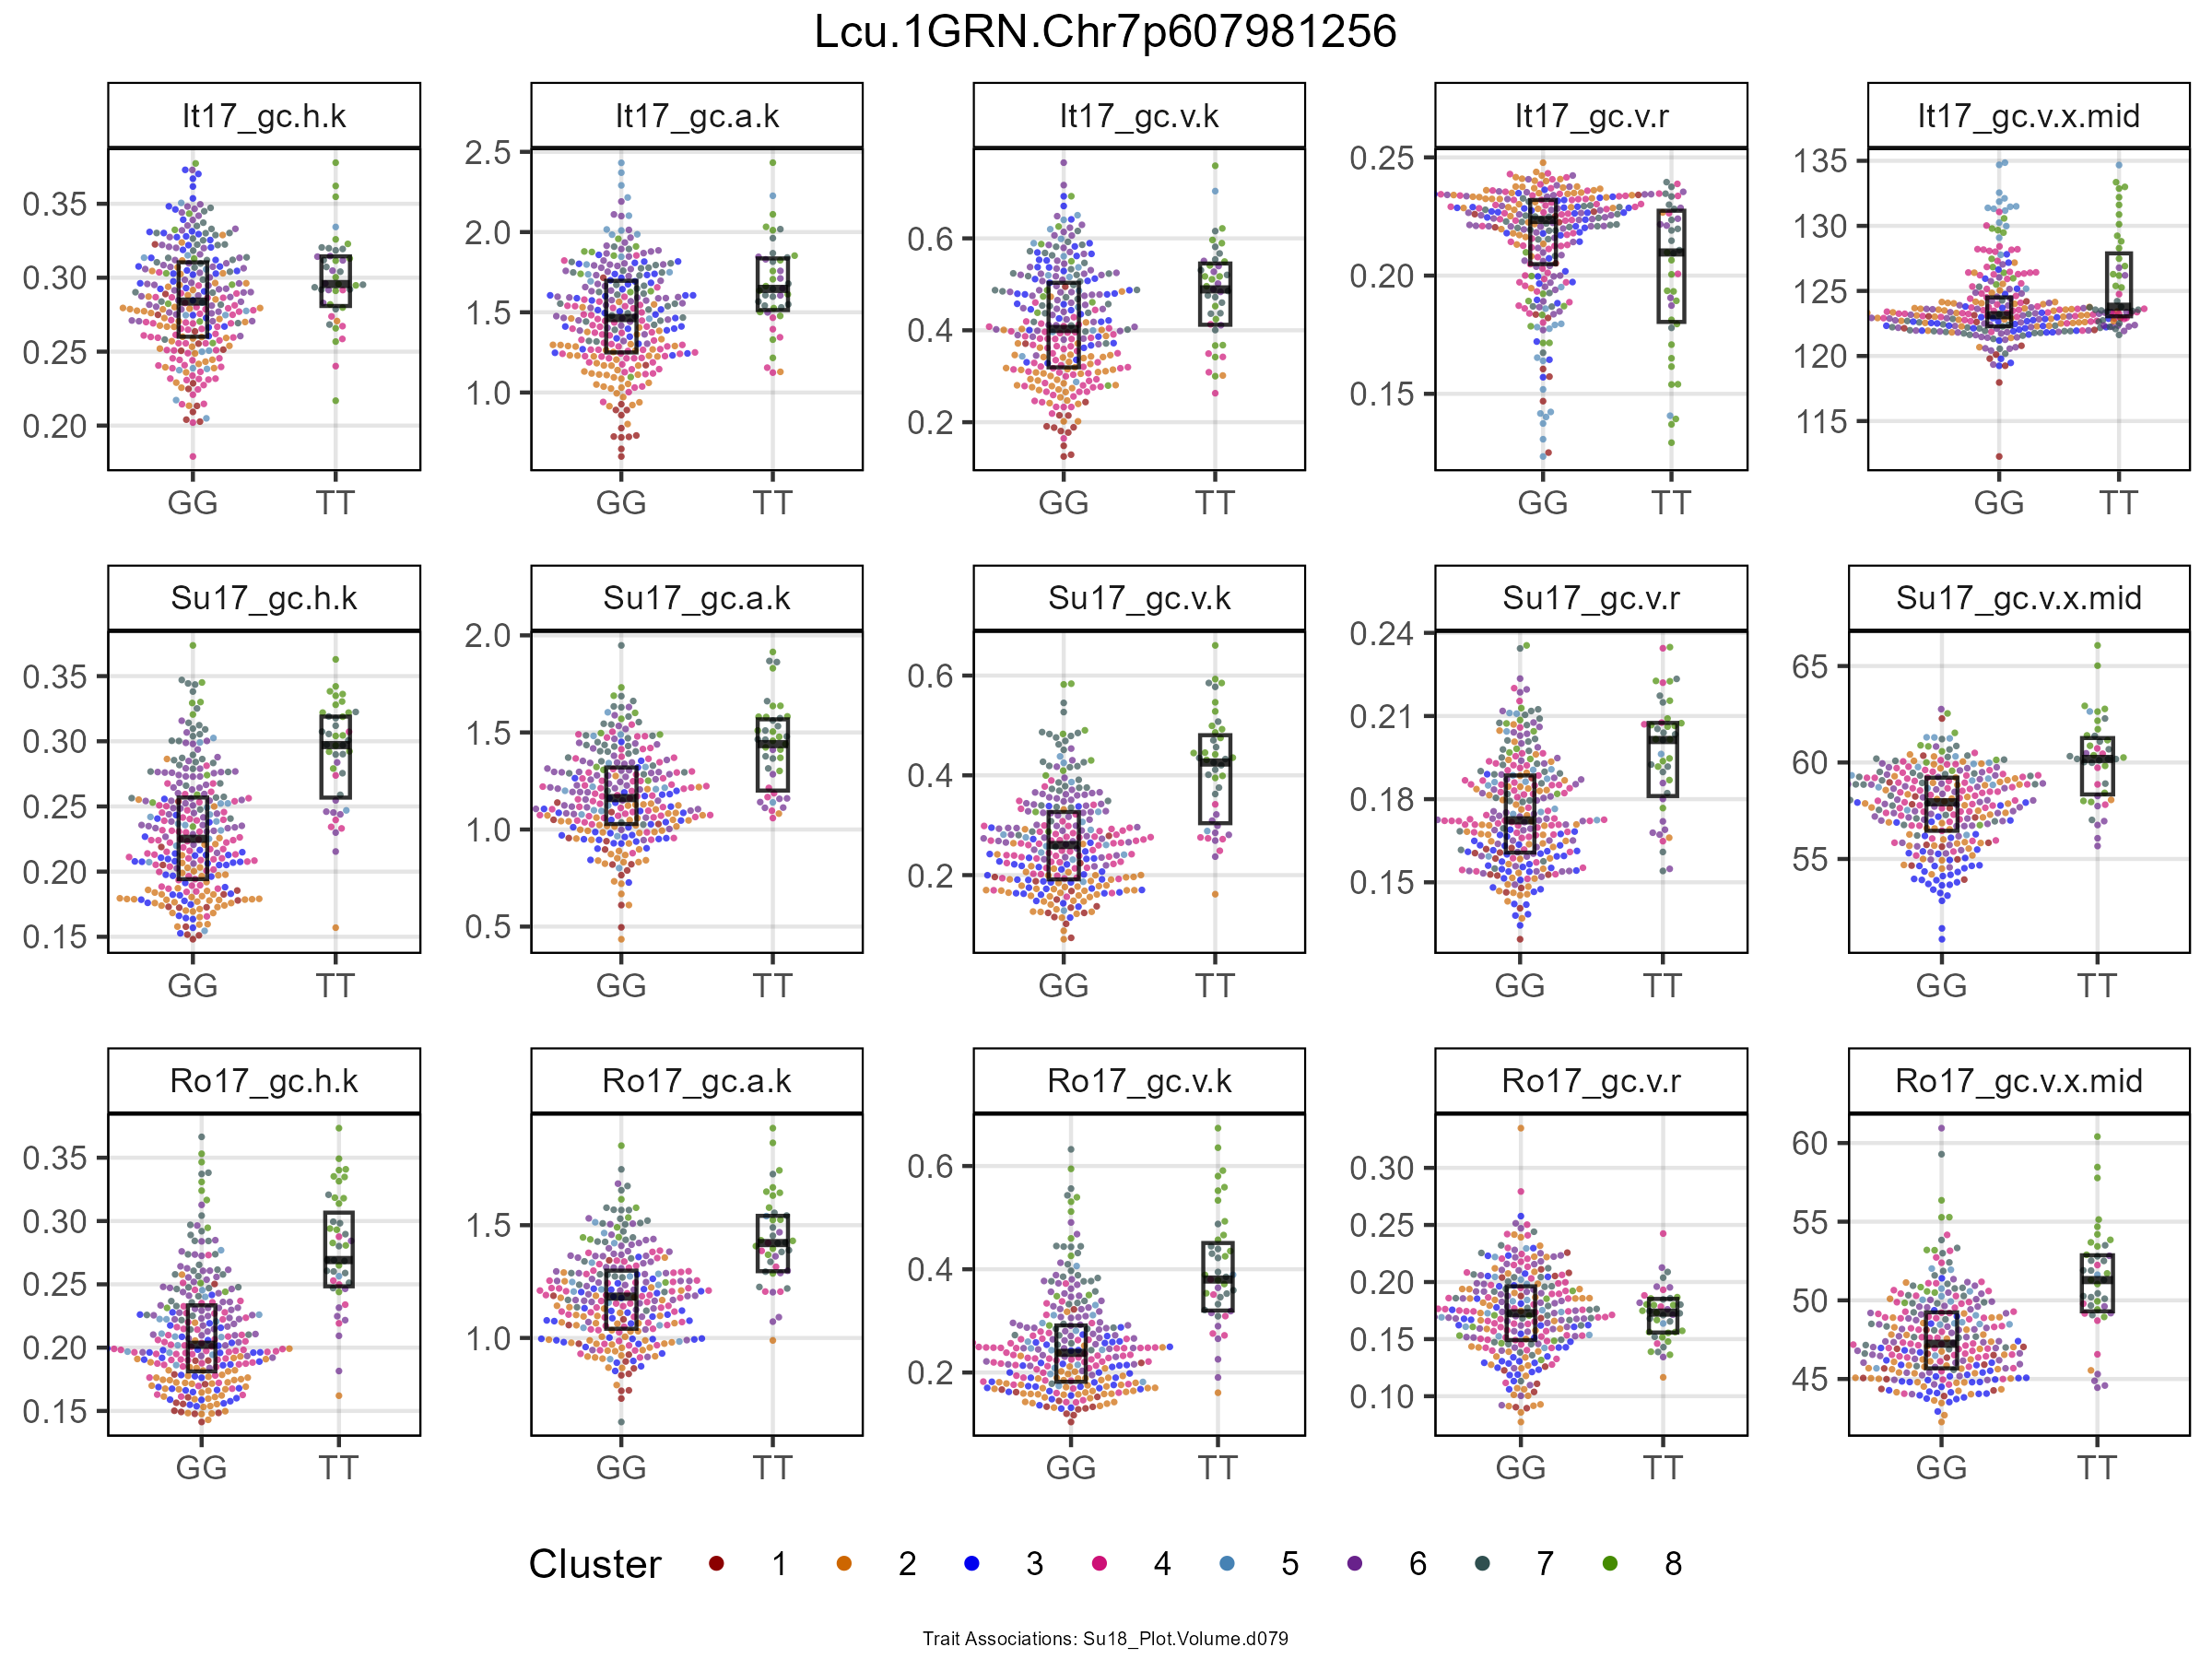 Lcu.1GRN.Chr7p607981256
It17_gc.h.k
It17_gc.a.k
It17_gc.v.k
It17_gc.v.r
It17_gc.v.x.mid
0.35
0.30
0.25
0.20
GG TT
2.5
2.0
1.5
1.0
GG TT
0.6
0.4
0.2
GG TT
0.25
0.20
0.15
GG TT
135
130
125
120
115
GG TT
Su17_gc.h.k
Su17_gc.a.k
Su17_gc.v.k
Su17_gc.v.r
Su17_gc.v.x.mid
0.35
0.30
0.25
0.20
0.15
GG TT
2.0
1.5
1.0
0.5
GG TT
0.6
0.4
0.2
GG TT
0.24
0.21
0.18
0.15
GG TT
65
60
55
GG TT
Ro17_gc.h.k
Ro17_gc.a.k
Ro17_gc.v.k
Ro17_gc.v.r
Ro17_gc.v.x.mid
0.35
0.30
0.25
0.20
0.15
GG TT
1.5
1.0
GG TT
0.6
0.4
0.2
GG TT
0.30
0.25
0.20
0.15
0.10
GG TT
60
55
50
45
GG TT
Cluster 1 2 3 4 5 6 7 8
Trait Associations: Su18_Plot.Volume.d079